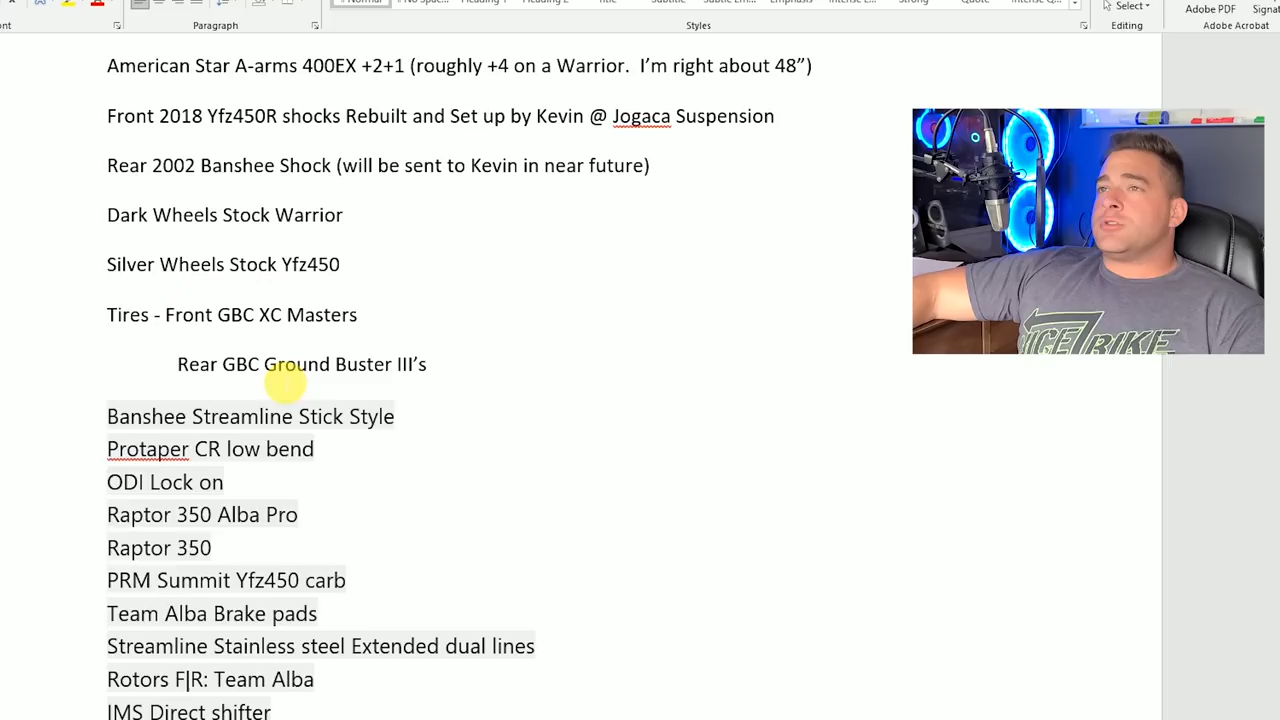 Select
Adobe PDF
Paragraph
Styles
Editing
Adobe Acrobat
American Star A-arms 400EX +2+1 (roughly +4 on a Warrior.  I’m right about 48”)
Front 2018 Yfz450R shocks Rebuilt and Set up by Kevin @ Jogaca Suspension
Rear 2002 Banshee Shock (will be sent to Kevin in near future)
Dark Wheels Stock Warrior
Silver Wheels Stock Yfz450
Tires - Front GBC XC Masters
Rear GBC Ground Buster III’s
Banshee Streamline Stick Style
Protaper CR low bend
ODI Lock on
Raptor 350 Alba Pro
Raptor 350
PRM Summit Yfz450 carb
Team Alba Brake pads
Streamline Stainless steel Extended dual lines
Rotors F|R: Team Alba
IMS Direct shifter